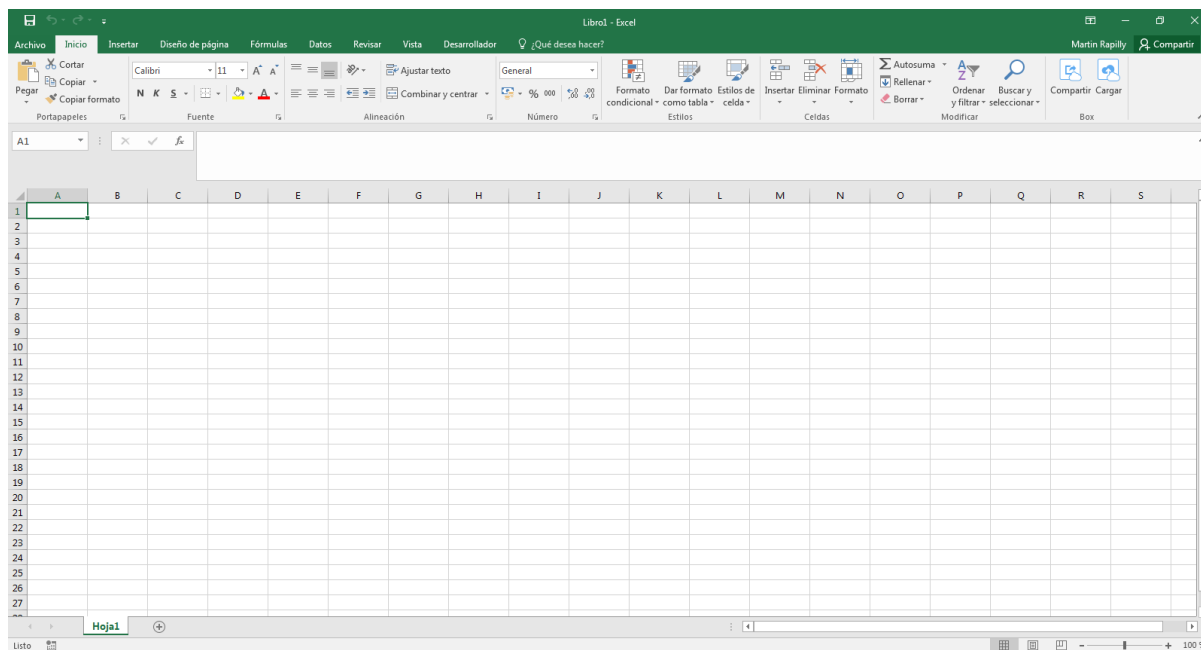 Libro1 - Excel
Archivo Inicio Insertar Diseño de página Fórmulas Datos Revisar Vista Desarrollador ¿Qué desea hacer? Martin Rapilly Compartir
Pegar
Cortar
Copiar
Copiar formato
Portapapeles
Calibri 11 A A
N K S A
Fuente
Ajustar texto
Combinar y centrar
Alineación
General
% 000
Número
Formato condicional
Dar formato como tabla
Estilos de celda
Estilos
Insertar Eliminar Formato
Celdas
Autosuma
Rellenar
Borrar
Ordenar y filtrar
Buscar y seleccionar
Modificar
Compartir Cargar
Box
A1 fx
A B C D E F G H I J K L M N O P Q R S
1
2
3
4
5
6
7
8
9
10
11
12
13
14
15
16
17
18
19
20
21
22
23
24
25
26
27
Hoja1
Listo 100